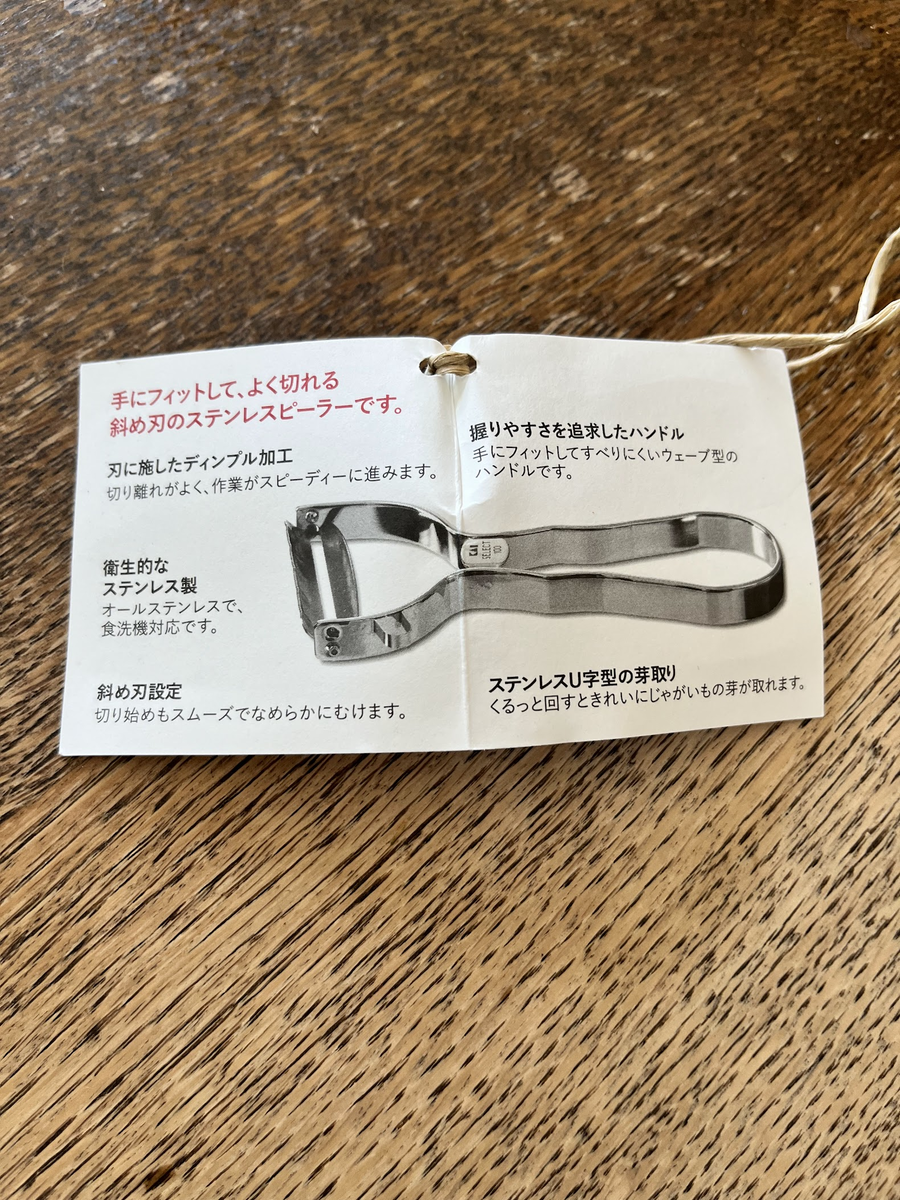 手にフィットして、よく切れる
斜め刃のステンレスピーラーです。
刃に施したディンプル加工
切り離れがよく、作業がスピーディーに進みます。
衛生的な
ステンレス製
オールステンレスで、
食洗機対応です。
斜め刃設定
切り始めもスムーズでなめらかにむけます。
握りやすさを追求したハンドル
手にフィットしてすべりにくいウェーブ型の
ハンドルです。
KAI
SELECT
100
ステンレスU字型の芽取り
くるっと回すときれいにじゃがいもの芽が取れます。